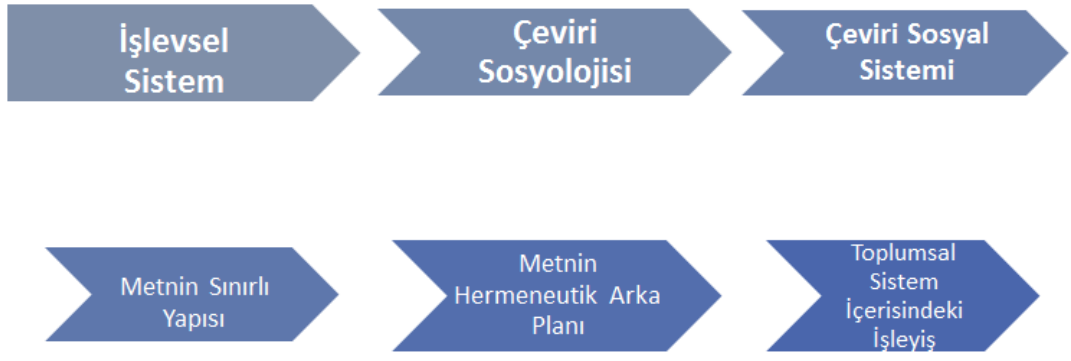 İşlevsel
Sistem
Çeviri
Sosyolojisi
Çeviri Sosyal
Sistemi
Metnin Sınırlı
Yapısı
Metnin
Hermeneutik Arka
Planı
Toplumsal
Sistem
İçerisindeki
İşleyiş